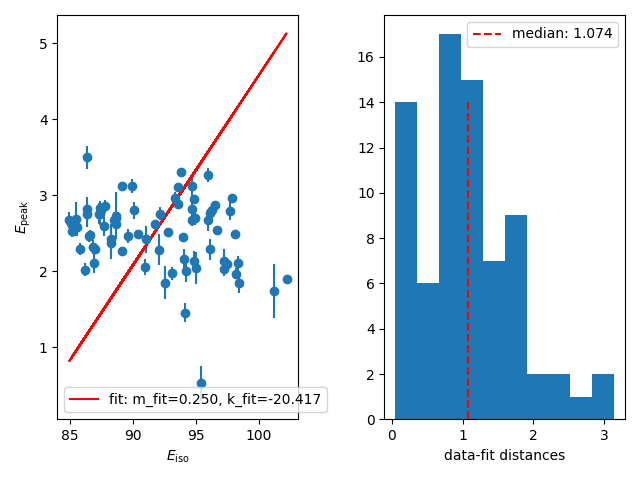 5
4
3
2
1
E_peak
fit: m_fit=0.250, k_fit=-20.417
85 90 95 100
E_iso
median: 1.074
16
14
12
10
8
6
4
2
0
0 1 2 3
data-fit distances